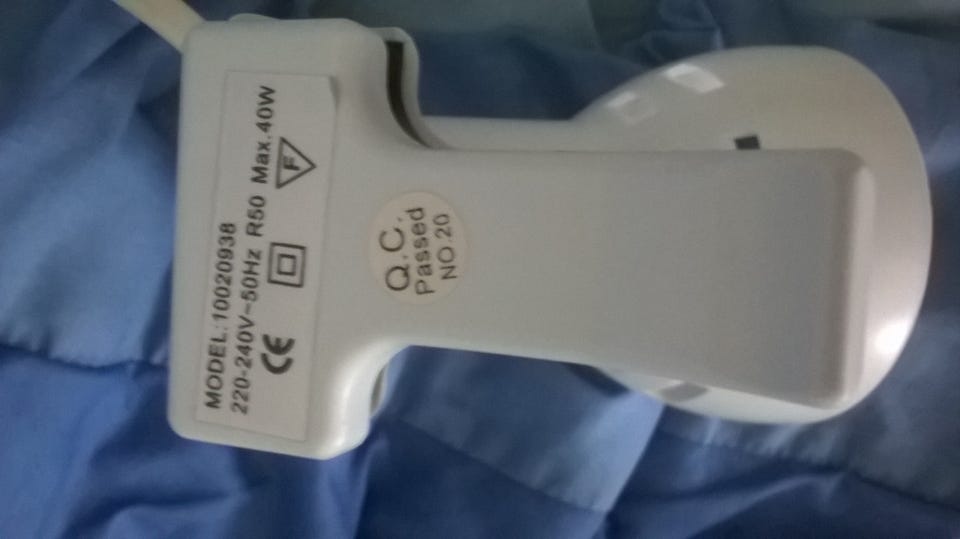 MODEL:10020938
220-240V~50Hz R50 Max.40W
CE F
Q.C.
Passed
NO.20